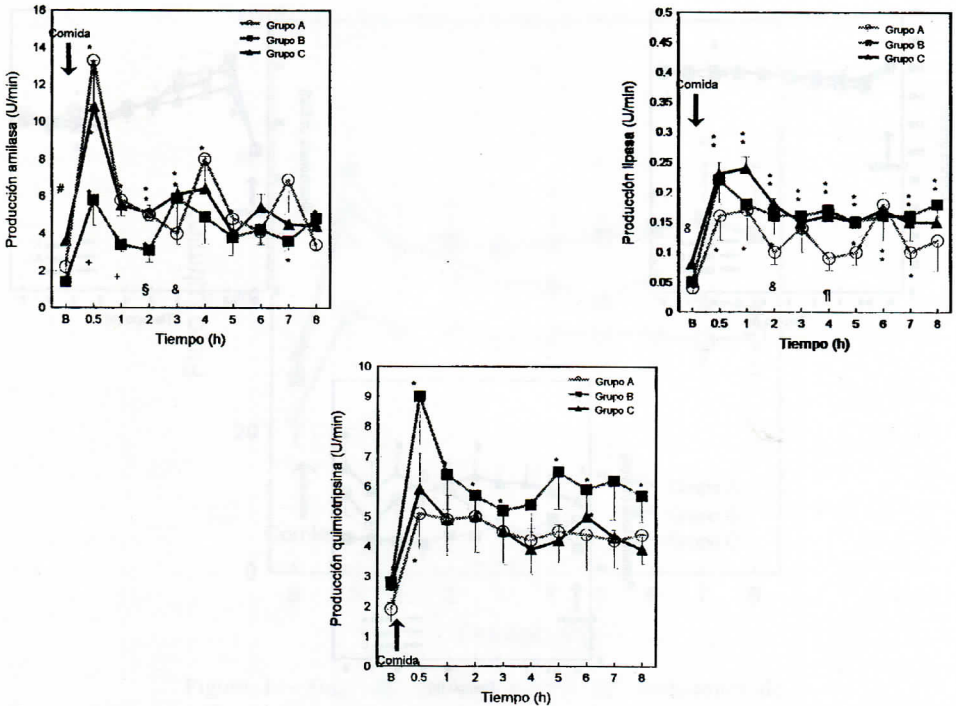 Producción amilasa (U/min)
16
14
12
10
8
6
4
2
0
Comida
Grupo A
Grupo B
Grupo C
#
*
*
*
*
*
*
*
*
*
+
+
§
&
B 0.5 1 2 3 4 5 6 7 8
Tiempo (h)
Producción lipasa (U/min)
0.5
0.45
0.4
0.35
0.3
0.25
0.2
0.15
0.1
0.05
0
Comida
Grupo A
Grupo B
Grupo C
&
¶
B 0.5 1 2 3 4 5 6 7 8
Tiempo (h)
Producción quimiotripsina (U/min)
10
9
8
7
6
5
4
3
2
1
0
Comida
Grupo A
Grupo B
Grupo C
B 0.5 1 2 3 4 5 6 7 8
Tiempo (h)